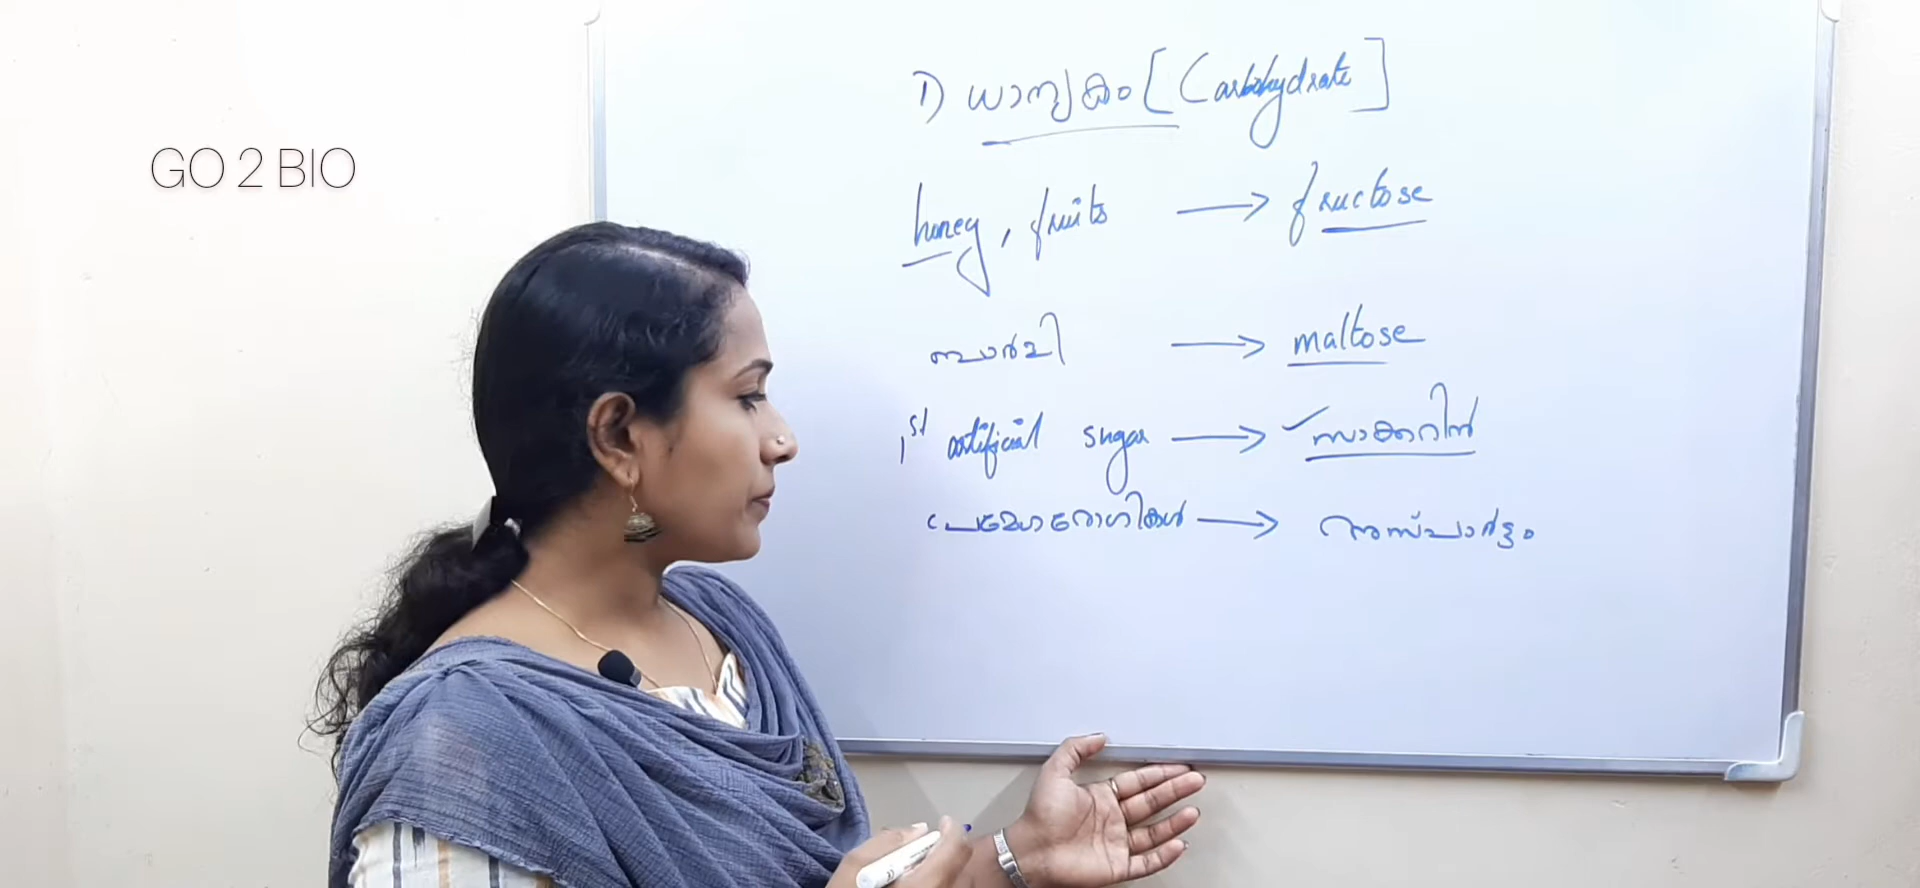 GO 2 BIO
1) ധാന്യകം [Carbohydrate]
honey, fruits → fructose
ബാർലി → maltose
1st artificial sugar → ✓സാക്കറിൻ
പ്രമേഹരോഗികൾ → അസ്പാർട്ടം